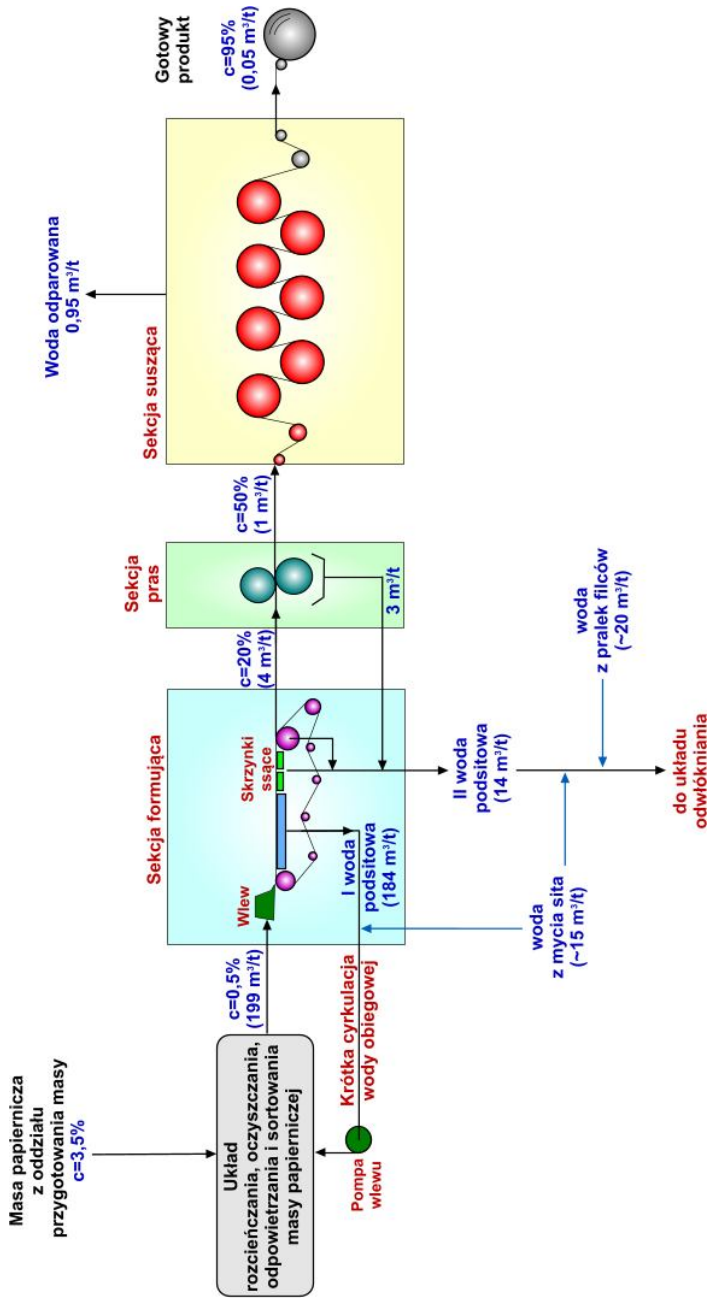 Masa papiernicza
z oddziału
przygotowania masy
c=3,5%
Układ
rozcieńczania, oczyszczania,
odpowietrzania i sortowania
masy papierniczej
Pompa
wlewu
Krótka cyrkulacja
wody obiegowej
c=0,5%
(199 m³/t)
Sekcja formująca
Wlew
Skrzynki
ssące
I woda
podsitowa
(184 m³/t)
II woda
podsitowa
(14 m³/t)
woda
z mycia sita
(~15 m³/t)
woda
z pralek filców
(~20 m³/t)
do układu
odwłókniania
c=20%
(4 m³/t)
Sekcja
pras
3 m³/t
c=50%
(1 m³/t)
Sekcja susząca
Woda odparowana
0,95 m³/t
Gotowy
produkt
c=95%
(0,05 m³/t)